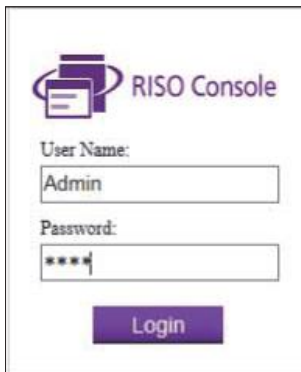 RISO Console
User Name:
Admin
Password:
****
Login